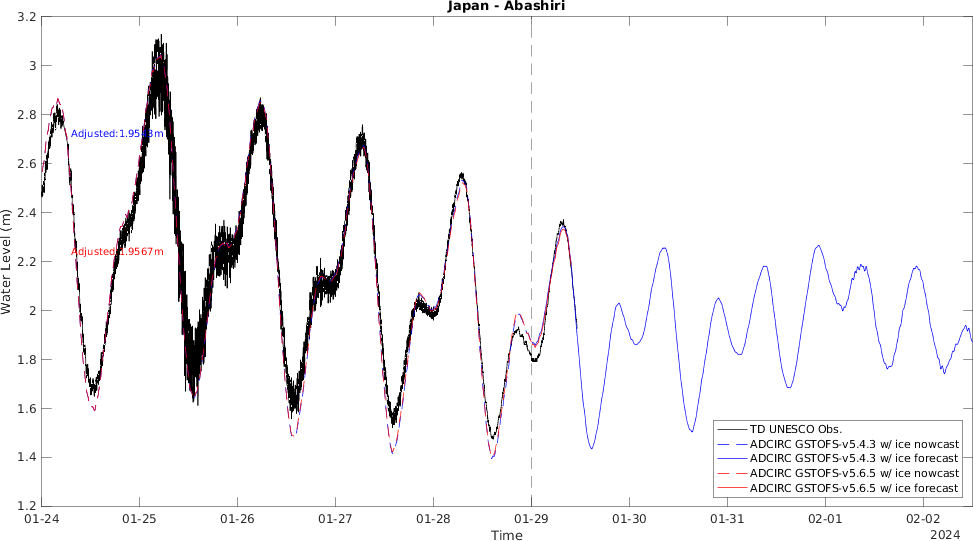 Japan - Abashiri
3.2
3
2.8
2.6
2.4
2.2
2
1.8
1.6
1.4
1.2
Water Level (m)
Adjusted:1.9543m
Adjusted:1.9567m
TD UNESCO Obs.
ADCIRC GSTOFS-v5.4.3 w/ ice nowcast
ADCIRC GSTOFS-v5.4.3 w/ ice forecast
ADCIRC GSTOFS-v5.6.5 w/ ice nowcast
ADCIRC GSTOFS-v5.6.5 w/ ice forecast
01-24 01-25 01-26 01-27 01-28 01-29 01-30 01-31 02-01 02-02
Time
2024